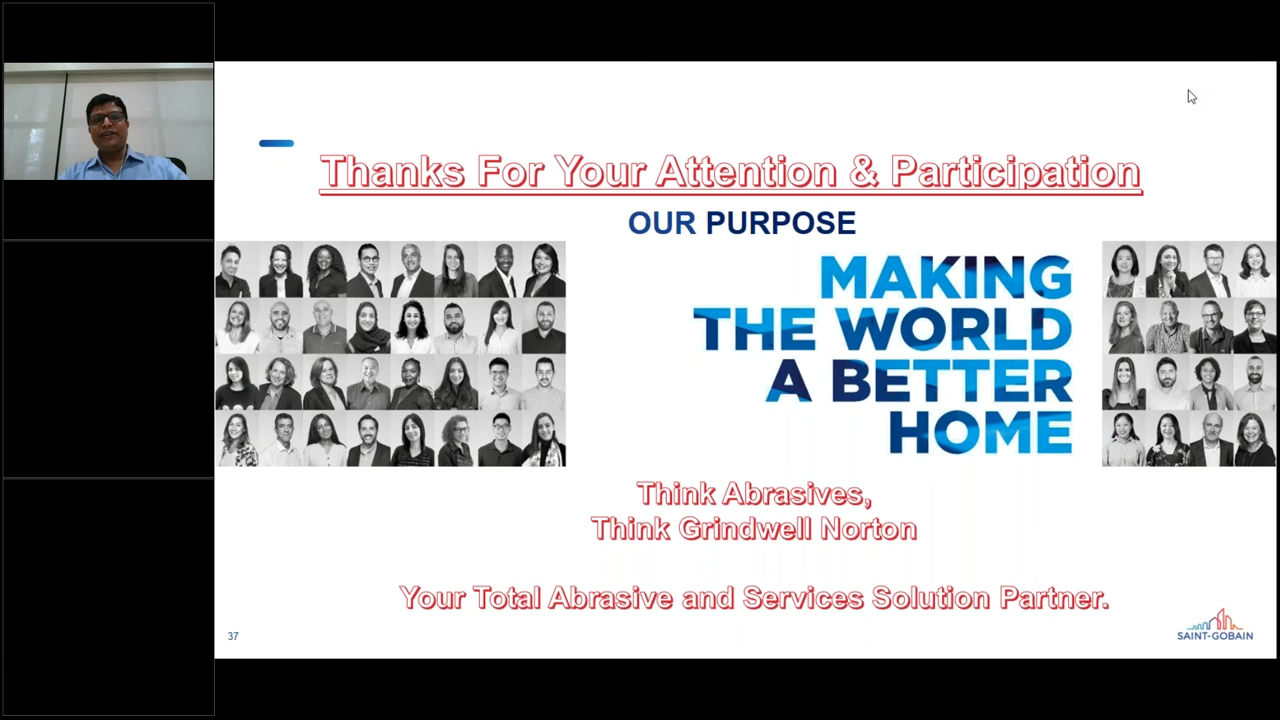 Thanks For Your Attention & Participation
OUR PURPOSE
MAKING
THE WORLD
A BETTER
HOME
Think Abrasives,
Think Grindwell Norton
Your Total Abrasive and Services Solution Partner.
37
SAINT-GOBAIN